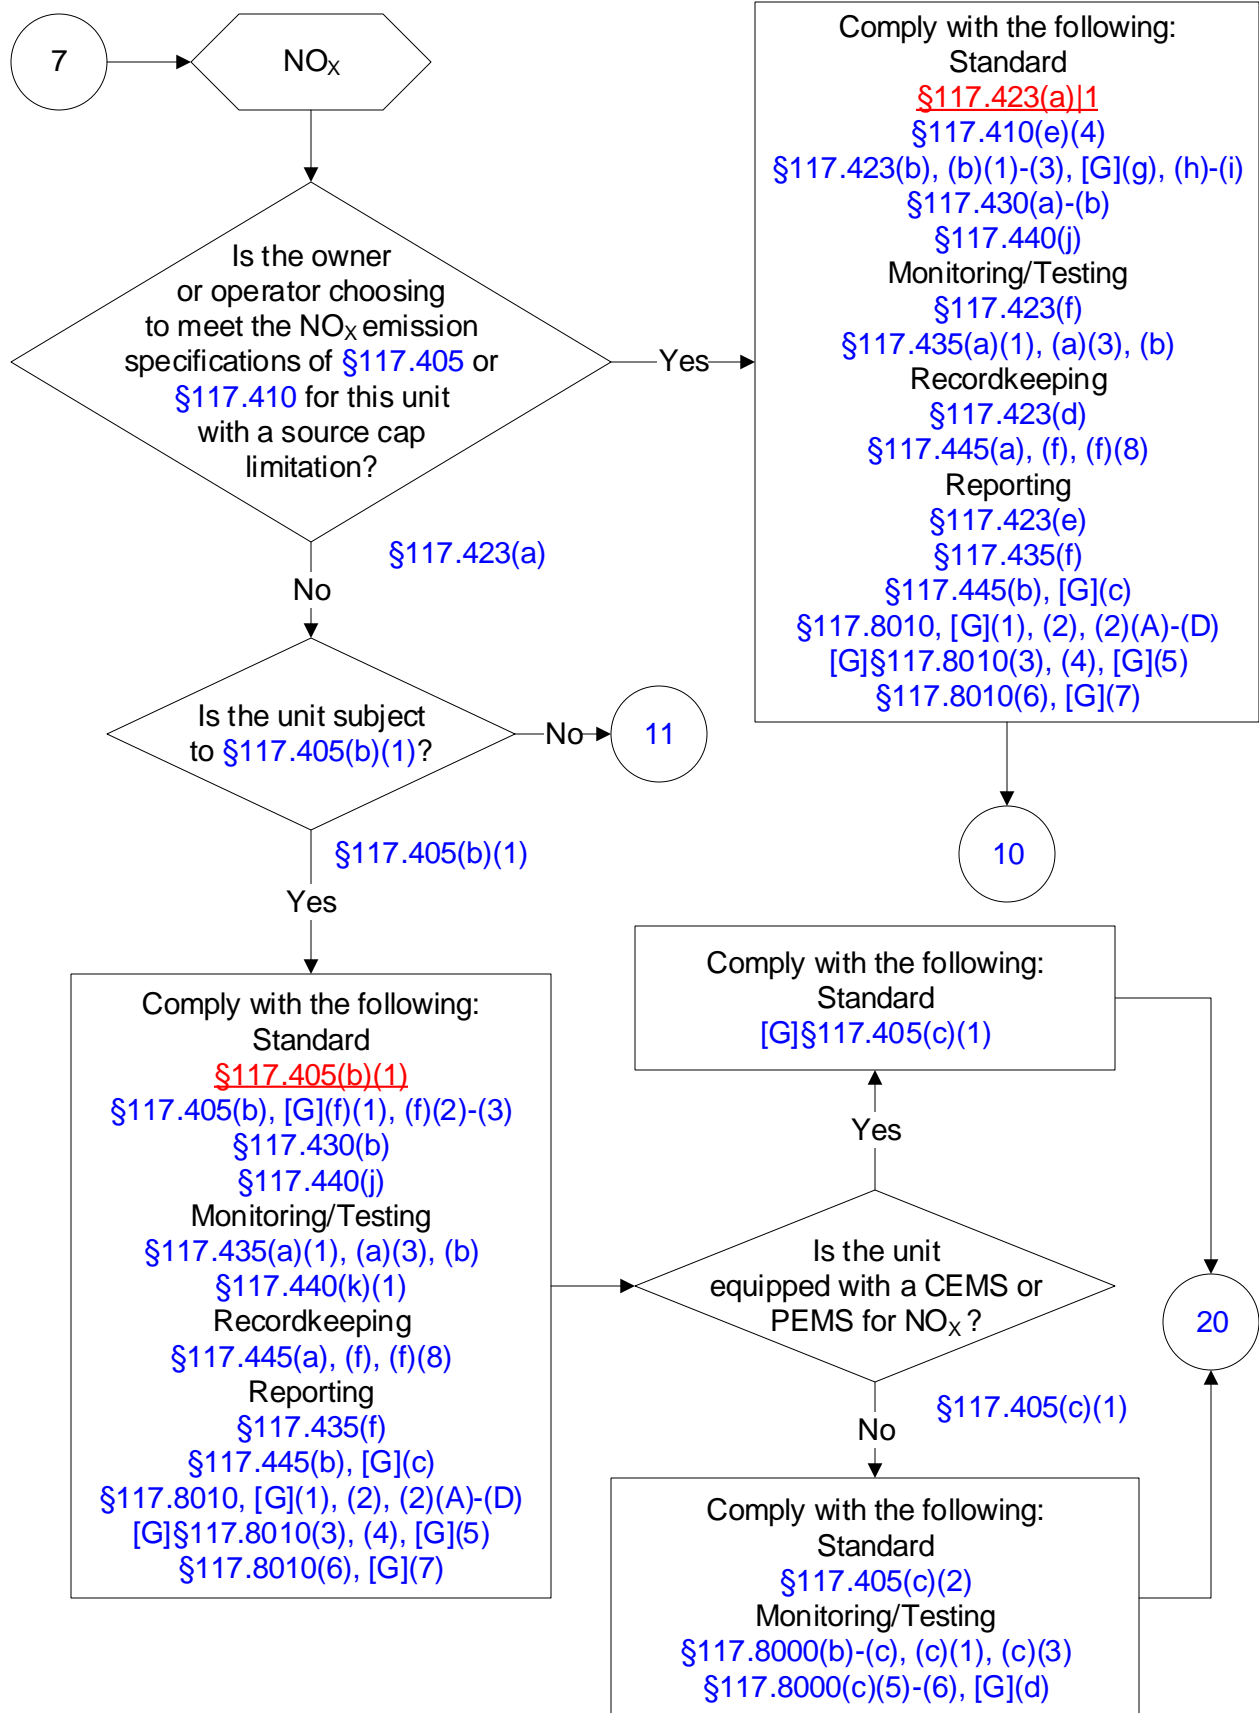 7
NOX
Comply with the following:
Standard
§117.423(a)|1
§117.410(e)(4)
§117.423(b), (b)(1)-(3), [G](g), (h)-(i)
§117.430(a)-(b)
§117.440(j)
Monitoring/Testing
§117.423(f)
§117.435(a)(1), (a)(3), (b)
Recordkeeping
§117.423(d)
§117.445(a), (f), (f)(8)
Reporting
§117.423(e)
§117.435(f)
§117.445(b), [G](c)
§117.8010, [G](1), (2), (2)(A)-(D)
[G]§117.8010(3), (4), [G](5)
§117.8010(6), [G](7)
Is the owner
or operator choosing
to meet the NOX emission
specifications of §117.405 or
§117.410 for this unit
with a source cap
limitation?
Yes
§117.423(a)
No
Is the unit subject
to §117.405(b)(1)?
No
11
10
§117.405(b)(1)
Yes
Comply with the following:
Standard
§117.405(b)(1)
§117.405(b), [G](f)(1), (f)(2)-(3)
§117.430(b)
§117.440(j)
Monitoring/Testing
§117.435(a)(1), (a)(3), (b)
§117.440(k)(1)
Recordkeeping
§117.445(a), (f), (f)(8)
Reporting
§117.435(f)
§117.445(b), [G](c)
§117.8010, [G](1), (2), (2)(A)-(D)
[G]§117.8010(3), (4), [G](5)
§117.8010(6), [G](7)
Comply with the following:
Standard
[G]§117.405(c)(1)
Yes
Is the unit
equipped with a CEMS or
PEMS for NOX ?
20
§117.405(c)(1)
No
Comply with the following:
Standard
§117.405(c)(2)
Monitoring/Testing
§117.8000(b)-(c), (c)(1), (c)(3)
§117.8000(c)(5)-(6), [G](d)